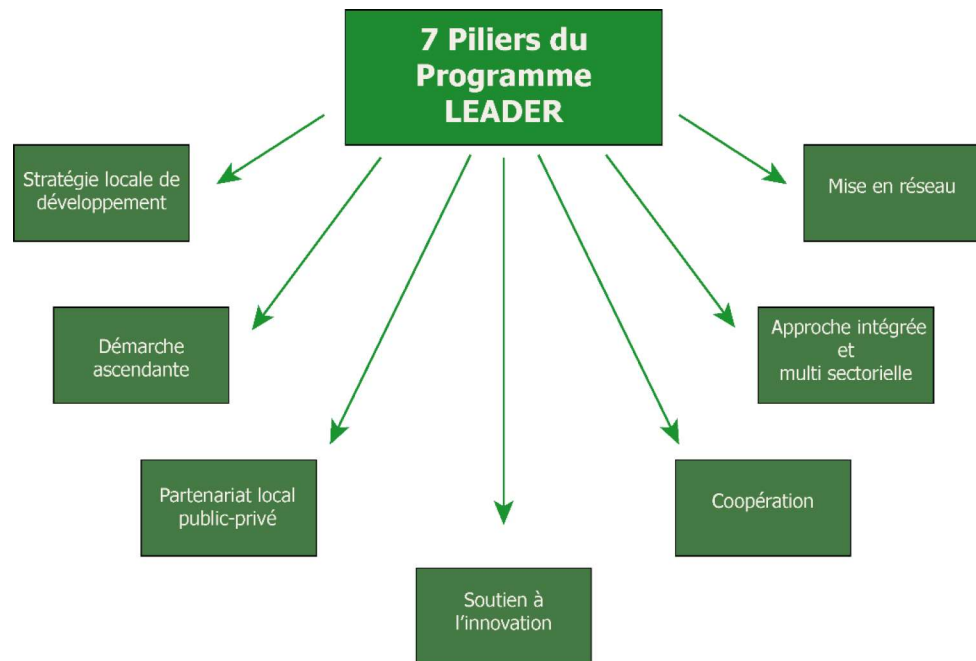 7 Piliers du
Programme
LEADER
Stratégie locale de
développement
Mise en réseau
Démarche
ascendante
Approche intégrée
et
multi sectorielle
Partenariat local
public-privé
Coopération
Soutien à
l’innovation